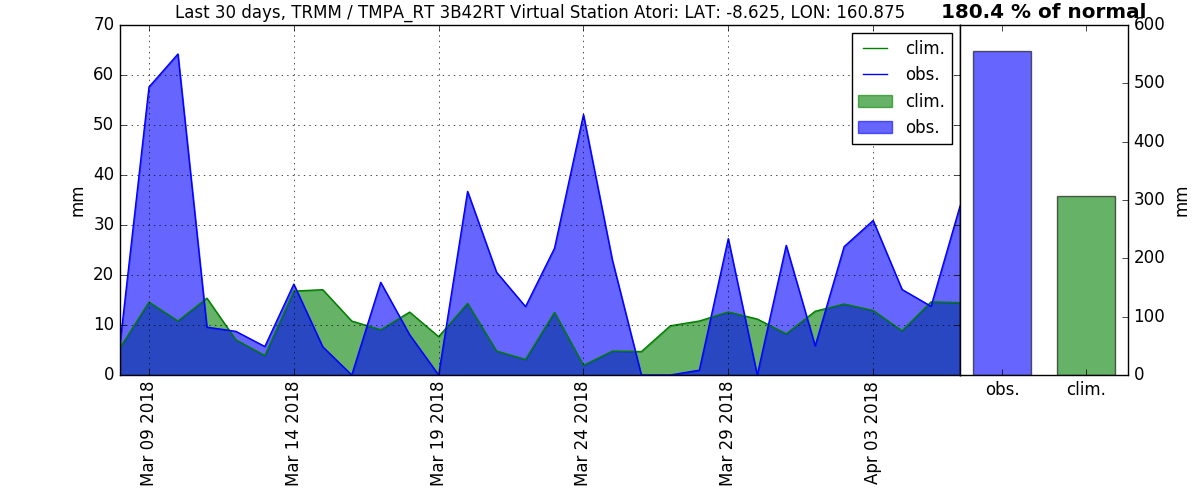 Last 30 days, TRMM / TMPA_RT 3B42RT Virtual Station Atori: LAT: -8.625, LON: 160.875
180.4 % of normal
70
60
50
40
30
20
10
0
mm
clim.
obs.
clim.
obs.
Mar 09 2018
Mar 14 2018
Mar 19 2018
Mar 24 2018
Mar 29 2018
Apr 03 2018
600
500
400
300
200
100
0
mm
obs.
clim.